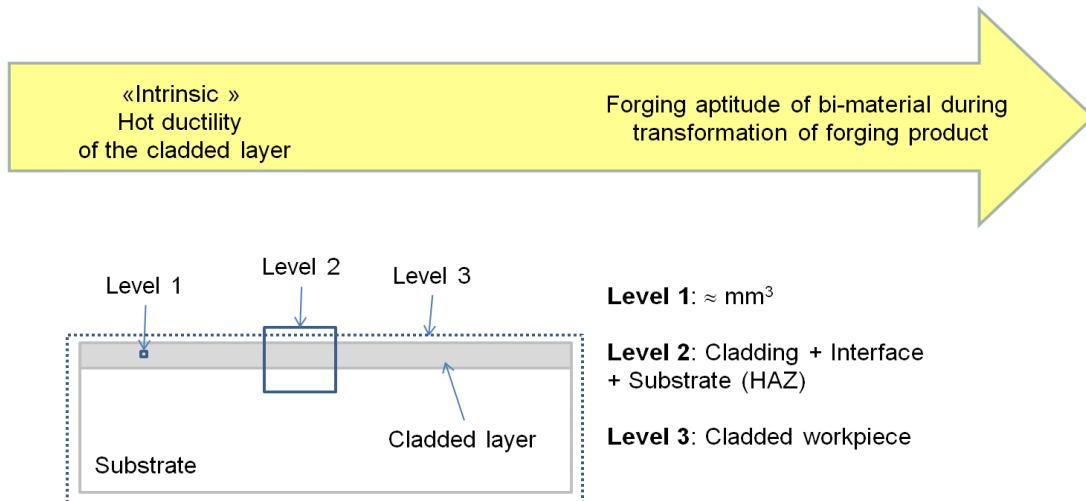 «Intrinsic »
Hot ductility
of the cladded layer
Forging aptitude of bi-material during
transformation of forging product
Level 1
Level 2
Level 3
Cladded layer
Substrate
Level 1: ≈ mm³
Level 2: Cladding + Interface
+ Substrate (HAZ)
Level 3: Cladded workpiece